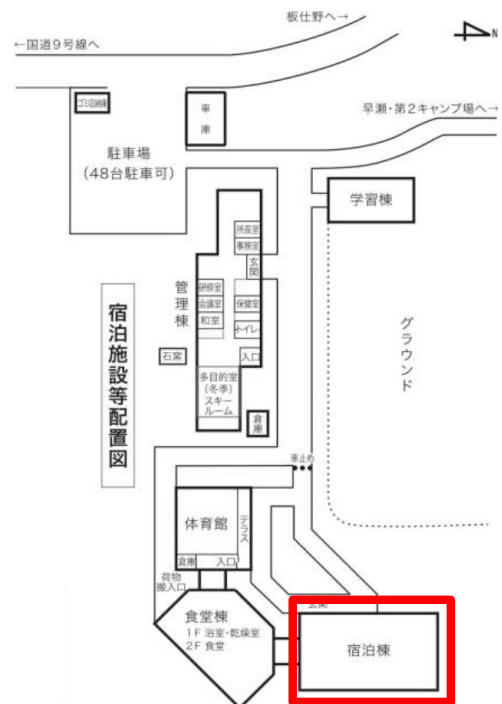 板仕野へ→
←国道9号線へ
N
ゴミ収納庫
車庫
早瀬・第2キャンプ場へ→
駐車場
(48台駐車可)
学習棟
所長室
事務室
玄関
管理棟
研修室
会議室
保健室
和室
トイレ
宿泊施設等配置図
石窯
入口
グラウンド
多目的室
(冬季)
スキー
ルーム
倉庫
車止め
体育館
テラス
倉庫
入口
荷物
搬入口
玄関
食堂棟
1F 浴室・乾燥室
2F 食堂
宿泊棟